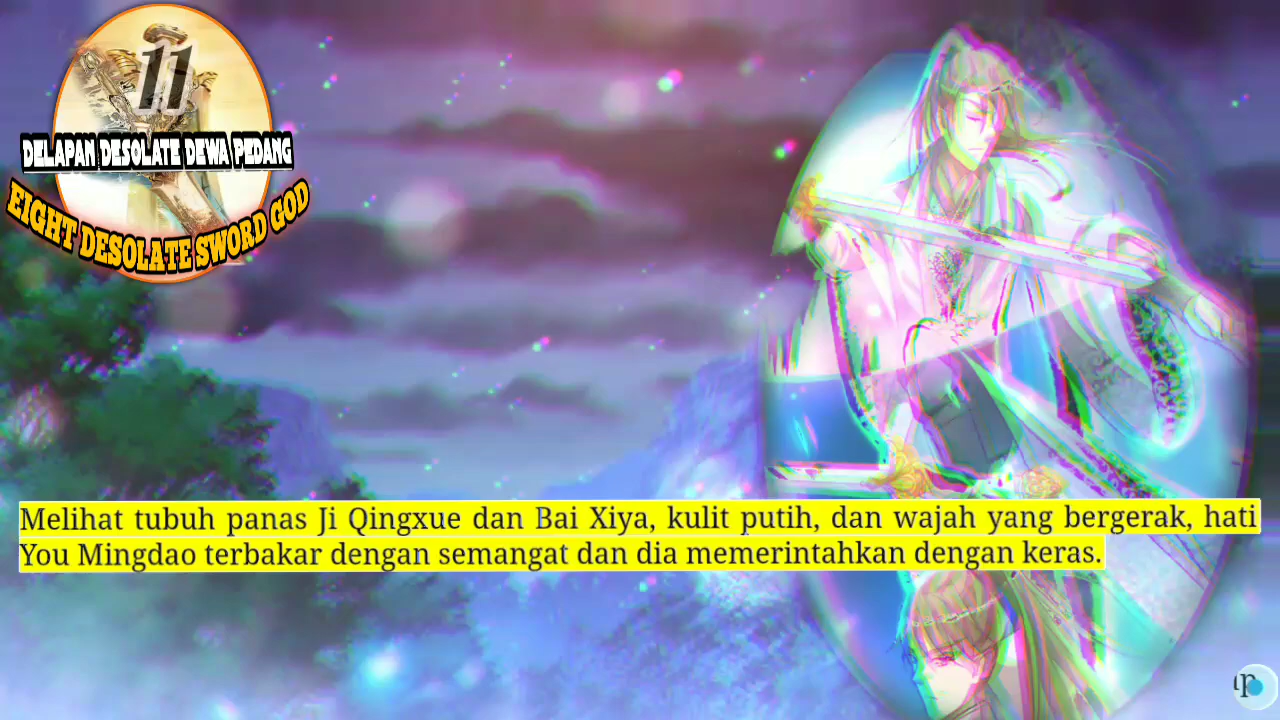 11
DELAPAN DESOLATE DEWA PEDANG
EIGHT DESOLATE SWORD GOD
Melihat tubuh panas Ji Qingxue dan Bai Xiya, kulit putih, dan wajah yang bergerak, hati
You Mingdao terbakar dengan semangat dan dia memerintahkan dengan keras.